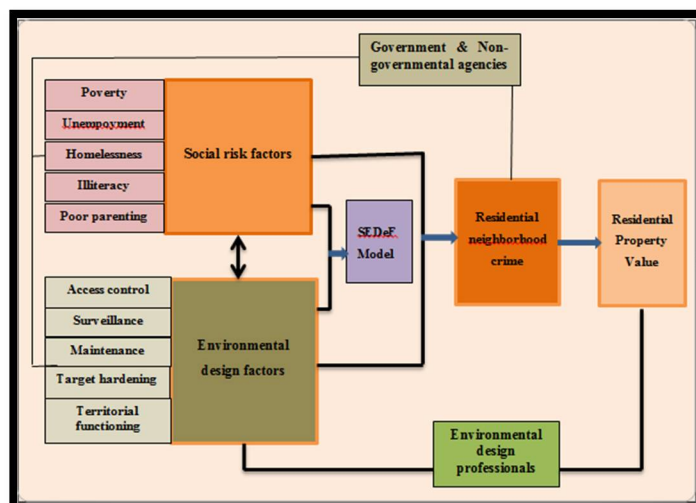 Government & Non-
governmental agencies
Poverty
Unempoyment
Homelessness
Illiteracy
Poor parenting
Social risk factors
SEDeF
Model
Residential
neighborhood
crime
Residential
Property
Value
Access control
Surveillance
Maintenance
Target hardening
Territorial
functioning
Environmental
design factors
Environmental
design
professionals